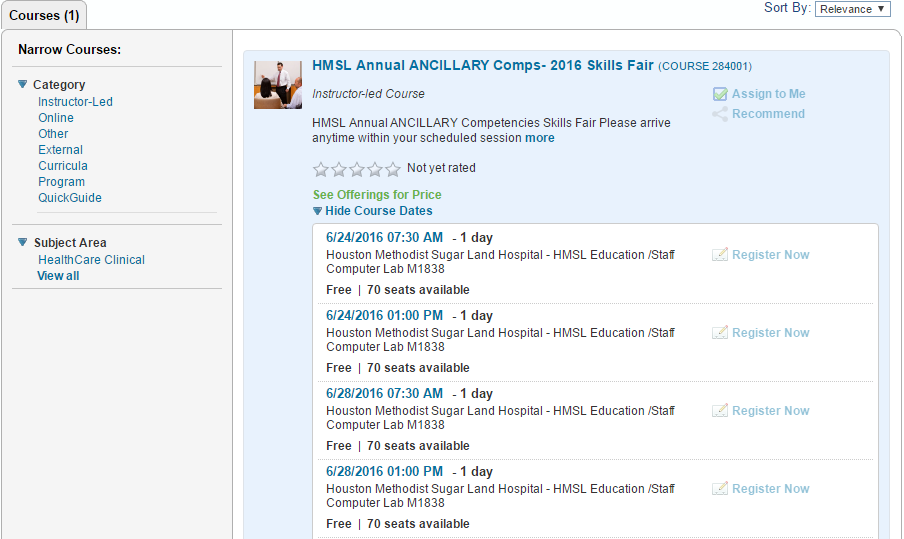 Courses (1)
Sort By: Relevance ▼
Narrow Courses:
Category
Instructor-Led
Online
Other
External
Curricula
Program
QuickGuide
Subject Area
HealthCare Clinical
View all
HMSL Annual ANCILLARY Comps- 2016 Skills Fair (COURSE 284001)
Instructor-led Course
Assign to Me
Recommend
HMSL Annual ANCILLARY Competencies Skills Fair Please arrive
anytime within your scheduled session more
Not yet rated
See Offerings for Price
Hide Course Dates
6/24/2016 07:30 AM - 1 day
Houston Methodist Sugar Land Hospital - HMSL Education /Staff
Computer Lab M1838
Register Now
Free | 70 seats available
6/24/2016 01:00 PM - 1 day
Houston Methodist Sugar Land Hospital - HMSL Education /Staff
Computer Lab M1838
Register Now
Free | 70 seats available
6/28/2016 07:30 AM - 1 day
Houston Methodist Sugar Land Hospital - HMSL Education /Staff
Computer Lab M1838
Register Now
Free | 70 seats available
6/28/2016 01:00 PM - 1 day
Houston Methodist Sugar Land Hospital - HMSL Education /Staff
Computer Lab M1838
Register Now
Free | 70 seats available